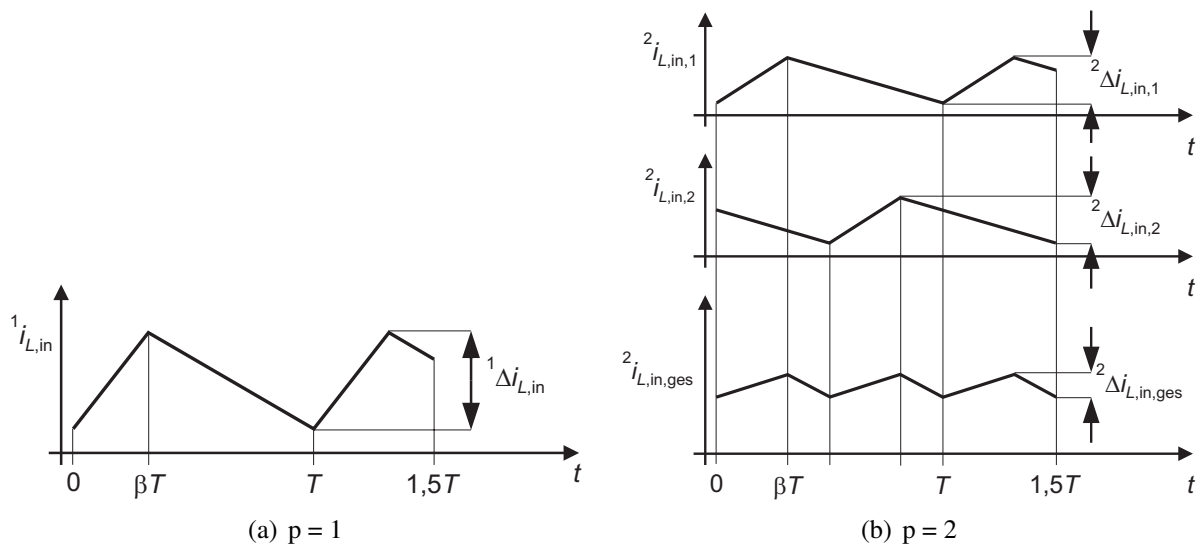 ¹i_L,in
¹Δi_L,in
0 βT T 1,5T t
(a) p = 1
²i_L,in,1
²Δi_L,in,1
t
²i_L,in,2
²Δi_L,in,2
t
²i_L,in,ges
²Δi_L,in,ges
0 βT T 1,5T t
(b) p = 2